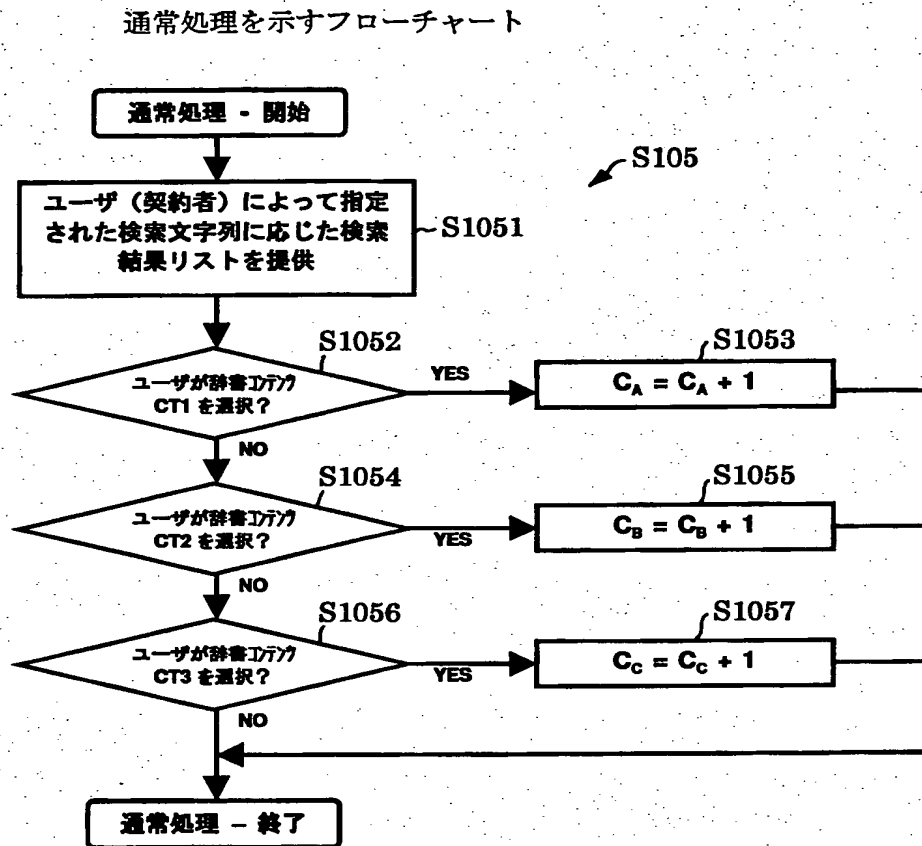 通常処理を示すフローチャート
通常処理 - 開始
S105
ユーザ（契約者）によって指定
された検索文字列に応じた検索
結果リストを提供
S1051
S1052
ユーザが辞書コンテンツ
CT1 を選択？
YES
S1053
C_A = C_A + 1
NO
S1054
ユーザが辞書コンテンツ
CT2 を選択？
YES
S1055
C_B = C_B + 1
NO
S1056
ユーザが辞書コンテンツ
CT3 を選択？
YES
S1057
C_C = C_C + 1
NO
通常処理 – 終了